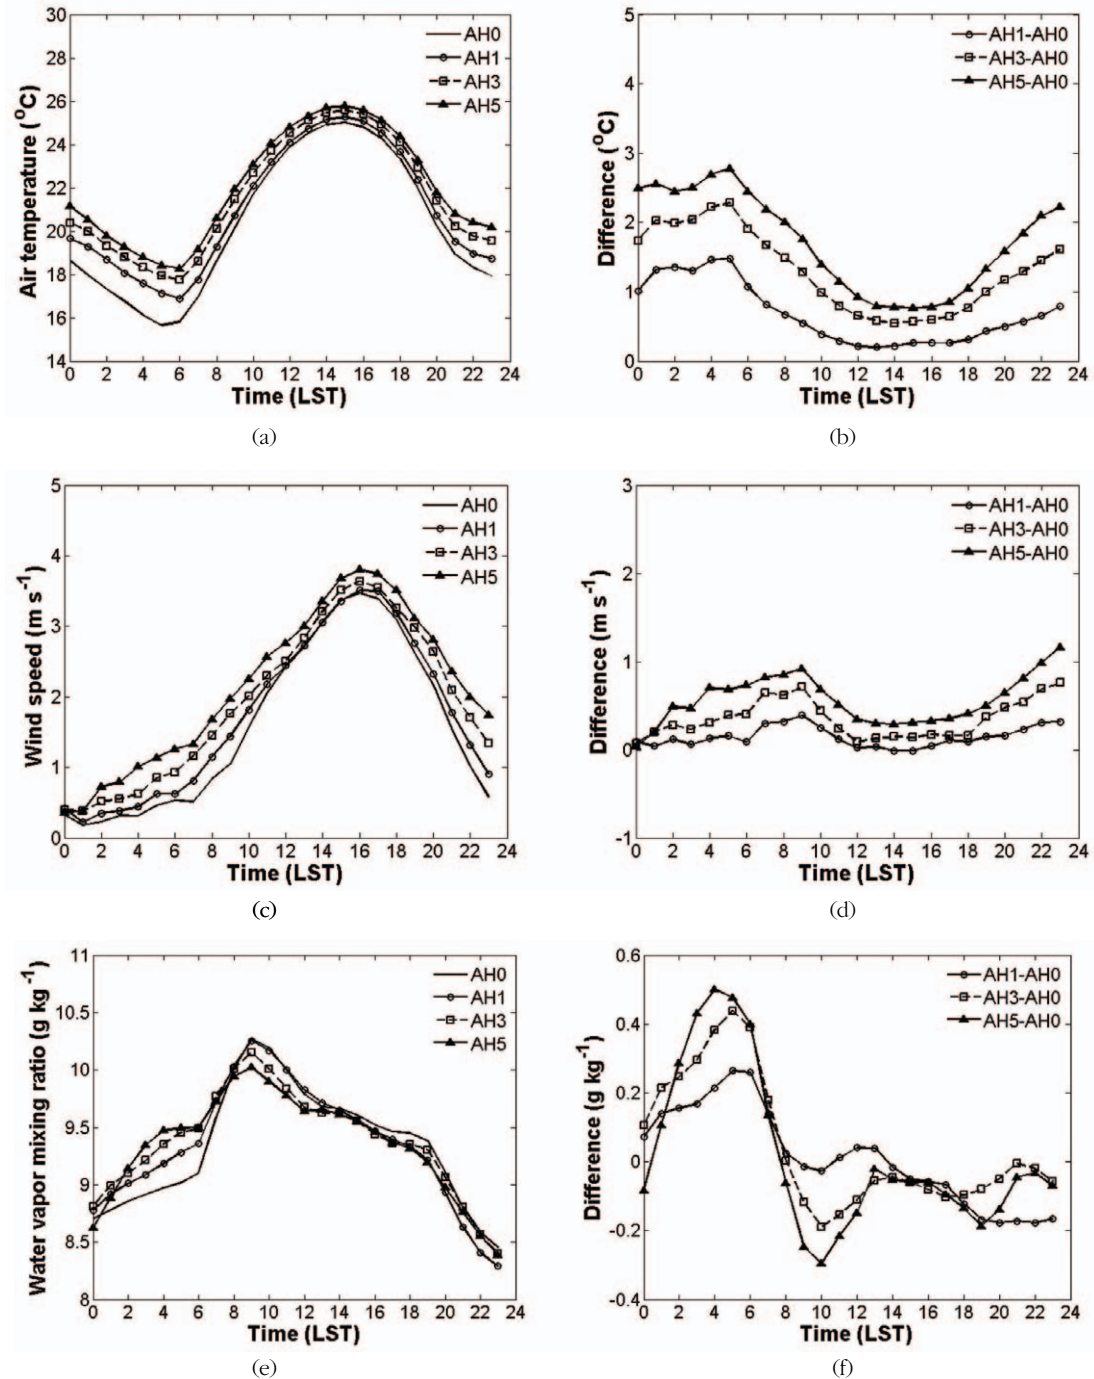 30
28
26
24
22
20
18
16
14
Air temperature (°C)
AH0
AH1
AH3
AH5
0 2 4 6 8 10 12 14 16 18 20 22 24
Time (LST)
(a)
5
4
3
2
1
0
Difference (°C)
AH1-AH0
AH3-AH0
AH5-AH0
0 2 4 6 8 10 12 14 16 18 20 22 24
Time (LST)
(b)
5
4
3
2
1
0
Wind speed (m s-1)
AH0
AH1
AH3
AH5
0 2 4 6 8 10 12 14 16 18 20 22 24
Time (LST)
(c)
3
2
1
0
-1
Difference (m s-1)
AH1-AH0
AH3-AH0
AH5-AH0
0 2 4 6 8 10 12 14 16 18 20 22 24
Time (LST)
(d)
11
10.5
10
9.5
9
8.5
8
Water vapor mixing ratio (g kg-1)
AH0
AH1
AH3
AH5
0 2 4 6 8 10 12 14 16 18 20 22 24
Time (LST)
(e)
0.6
0.4
0.2
0
-0.2
-0.4
Difference (g kg-1)
AH1-AH0
AH3-AH0
AH5-AH0
0 2 4 6 8 10 12 14 16 18 20 22 24
Time (LST)
(f)